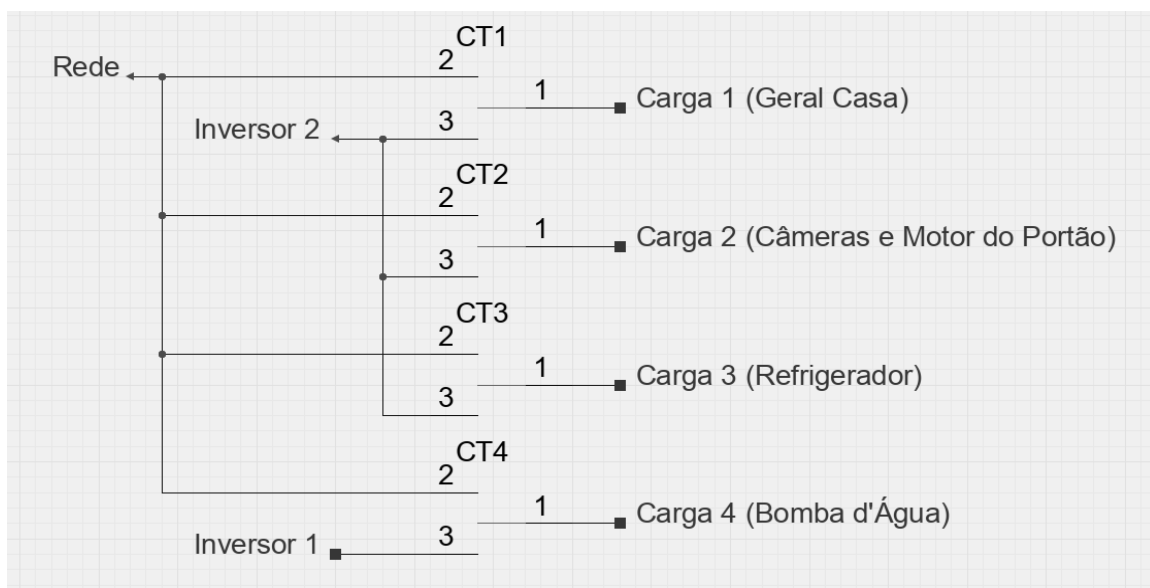 CT1
2
Rede
1
Carga 1 (Geral Casa)
3
Inversor 2
CT2
2
1
Carga 2 (Câmeras e Motor do Portão)
3
CT3
2
1
Carga 3 (Refrigerador)
3
CT4
2
1
Carga 4 (Bomba d'Água)
3
Inversor 1